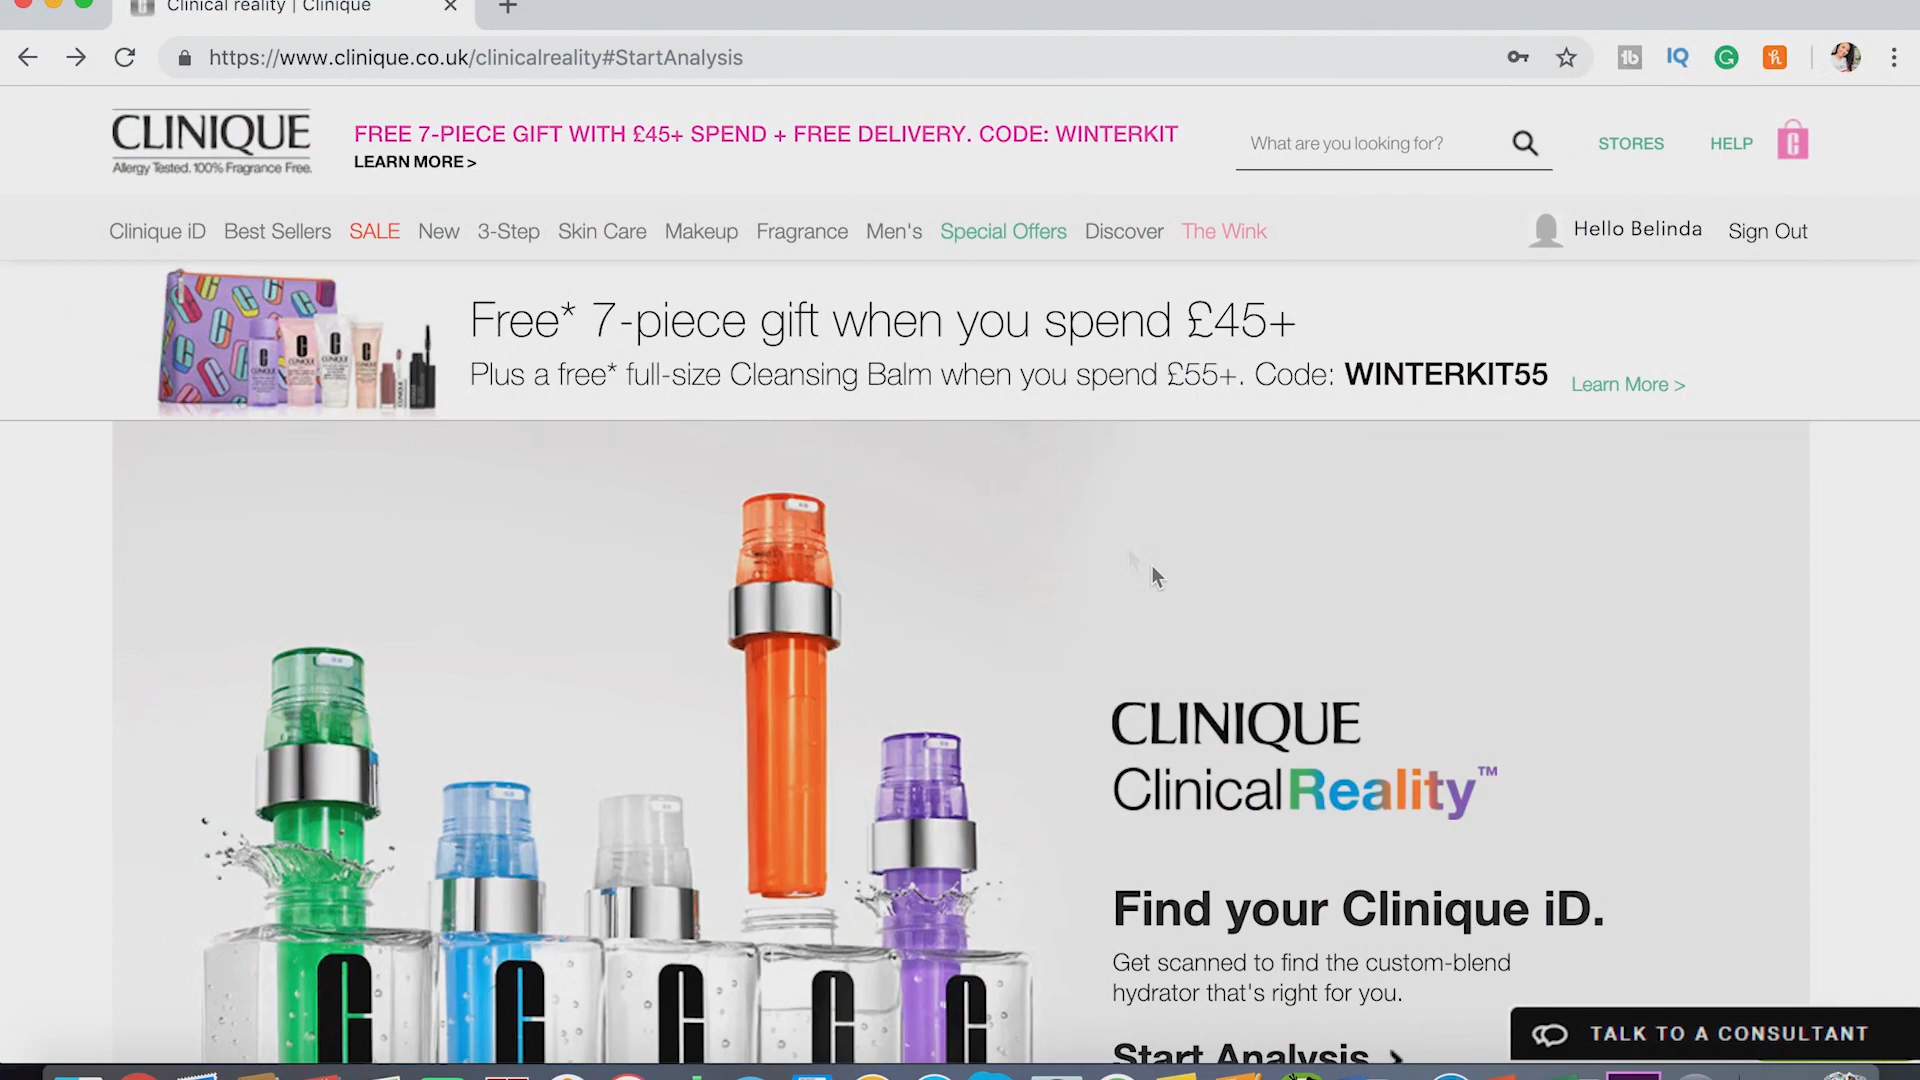 Clinical reality | Clinique
https://www.clinique.co.uk/clinicalreality#StartAnalysis
CLINIQUE
Allergy Tested. 100% Fragrance Free.
FREE 7-PIECE GIFT WITH £45+ SPEND + FREE DELIVERY. CODE: WINTERKIT
LEARN MORE >
What are you looking for?
STORES
HELP
Clinique iD Best Sellers SALE New 3-Step Skin Care Makeup Fragrance Men's Special Offers Discover The Wink
Hello Belinda
Sign Out
Free* 7-piece gift when you spend £45+
Plus a free* full-size Cleansing Balm when you spend £55+. Code: WINTERKIT55 Learn More >
CLINIQUE
ClinicalReality™
Find your Clinique iD.
Get scanned to find the custom-blend
hydrator that's right for you.
Start Analysis >
TALK TO A CONSULTANT